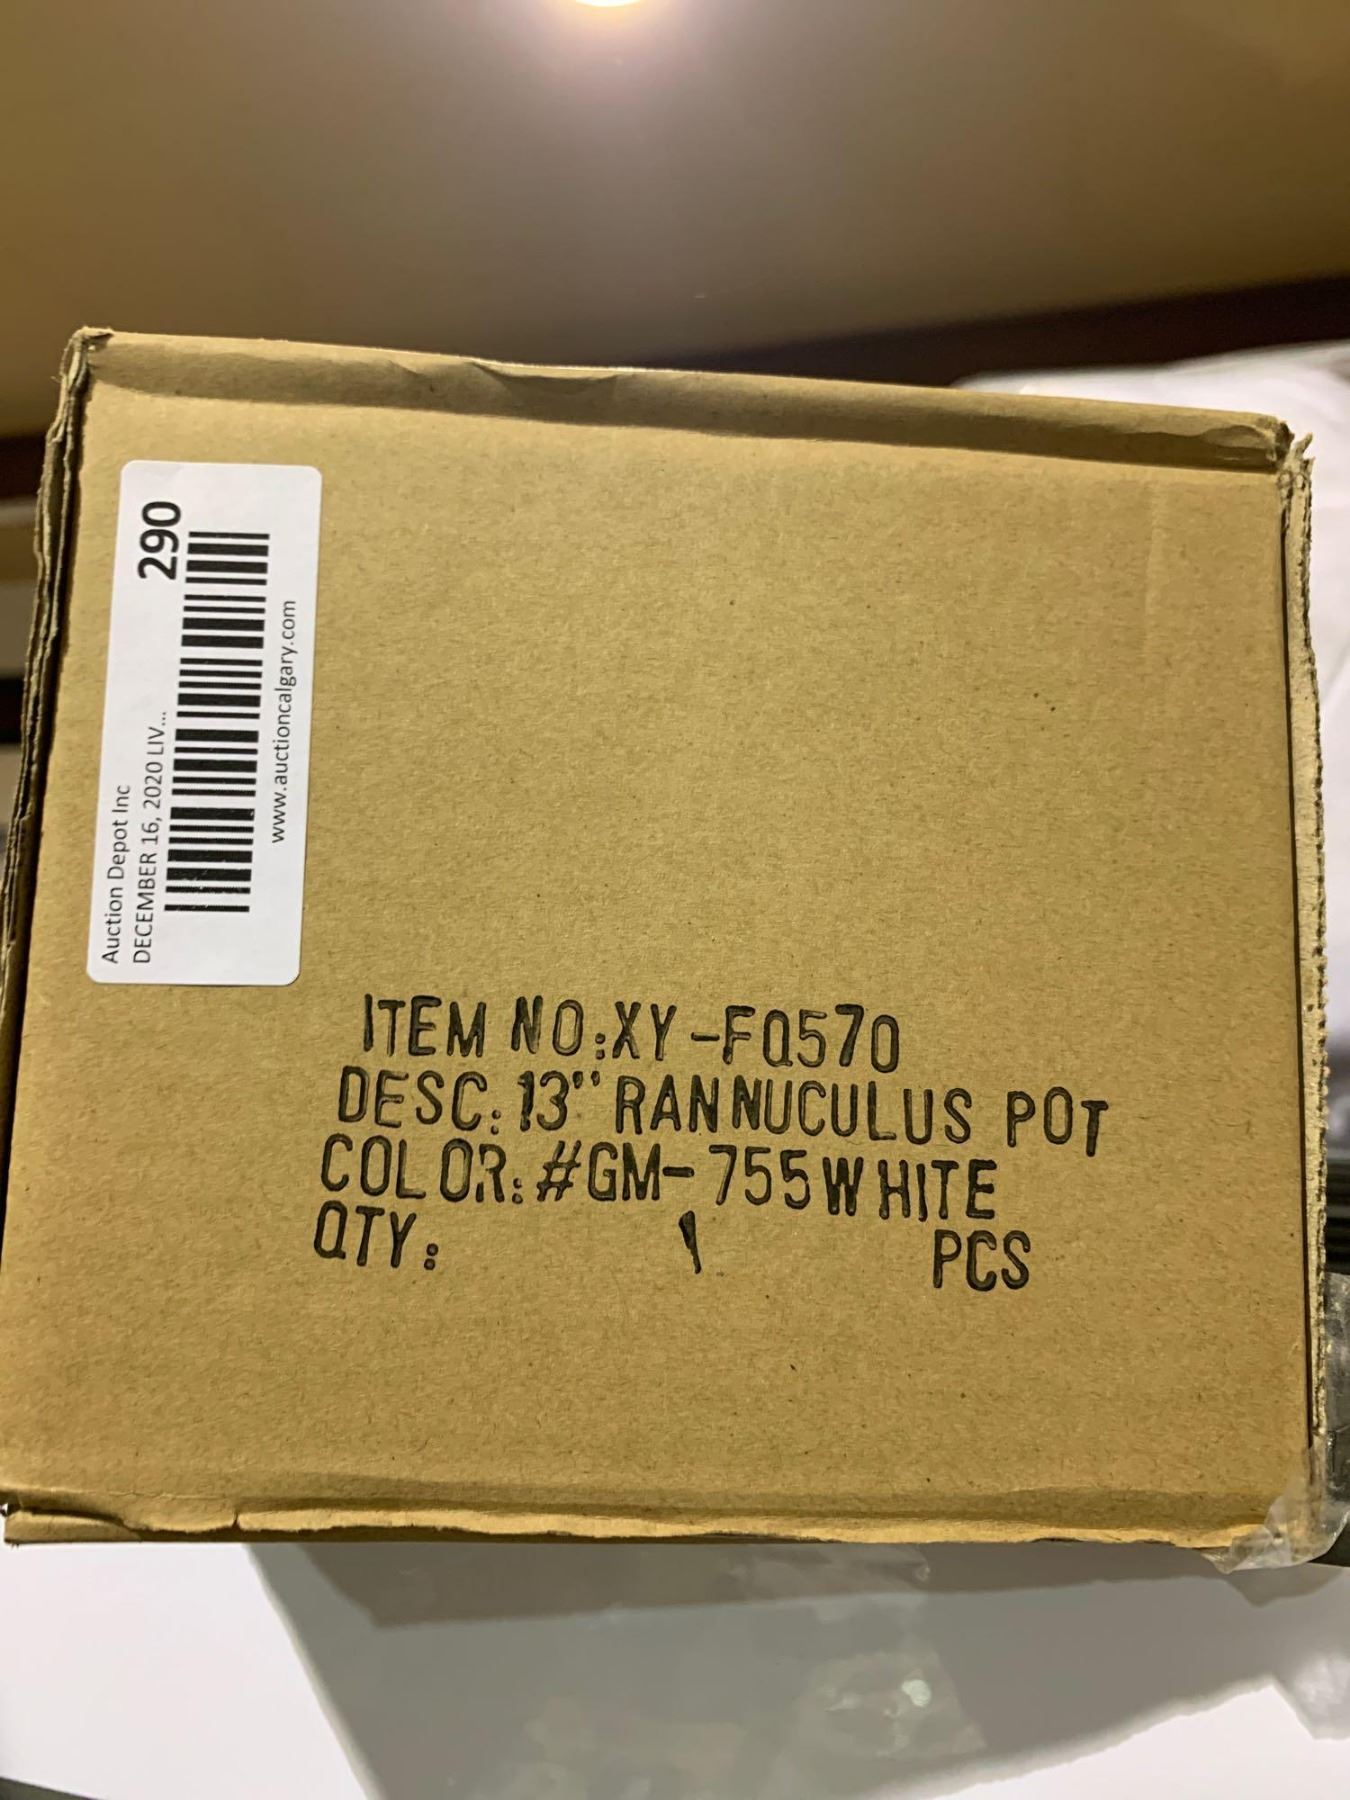 Auction Depot Inc
DECEMBER 16, 2020 LIV...
290
www.auctioncalgary.com
ITEM NO:XY-FQ570
DESC:13" RANNUCULUS POT
COLOR:#GM-755WHITE
QTY: 1 PCS